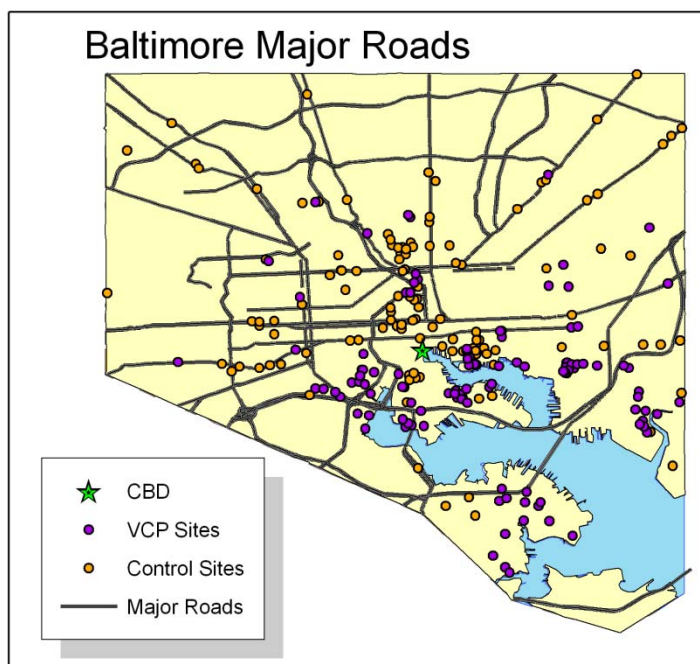 Baltimore Major Roads
CBD
VCP Sites
Control Sites
Major Roads